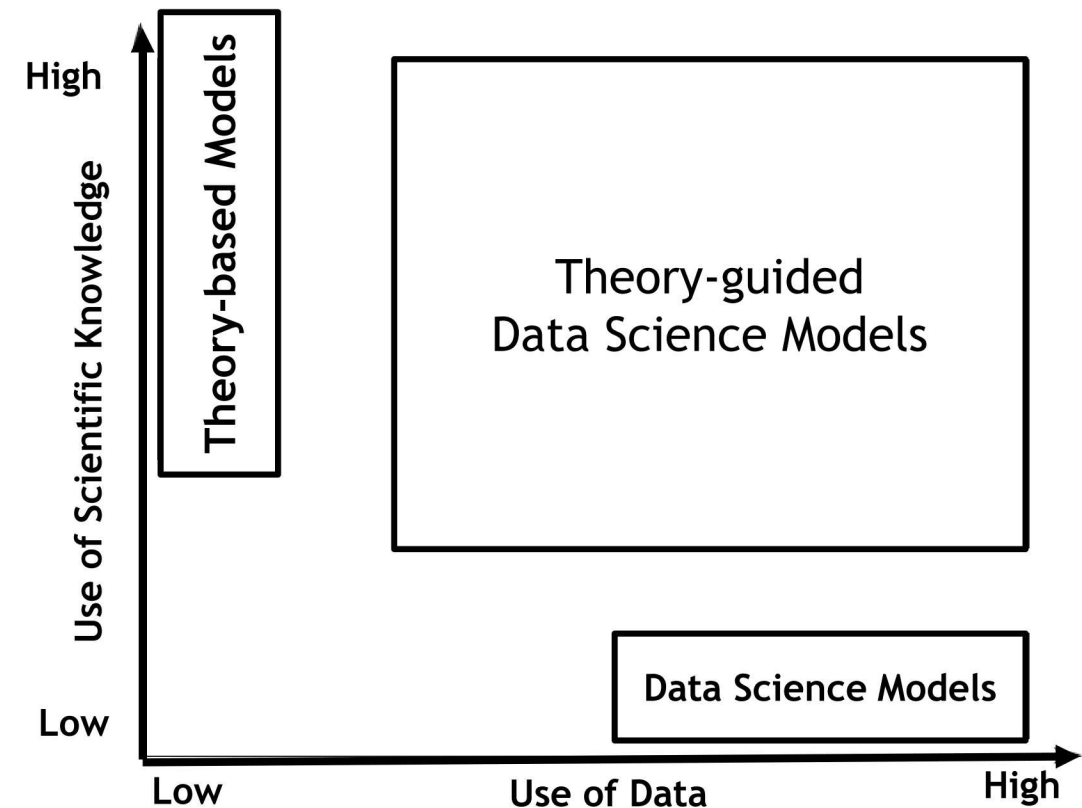 High
Use of Scientific Knowledge
Low
Theory-based Models
Theory-guided
Data Science Models
Data Science Models
Low
Use of Data
High